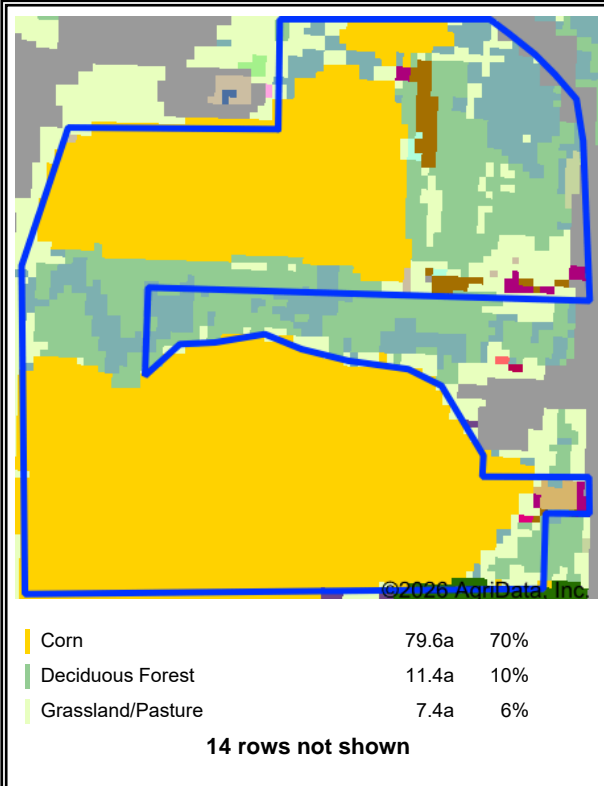 ©2026 AgriData, Inc.
Corn 79.6a 70%
Deciduous Forest 11.4a 10%
Grassland/Pasture 7.4a 6%
14 rows not shown